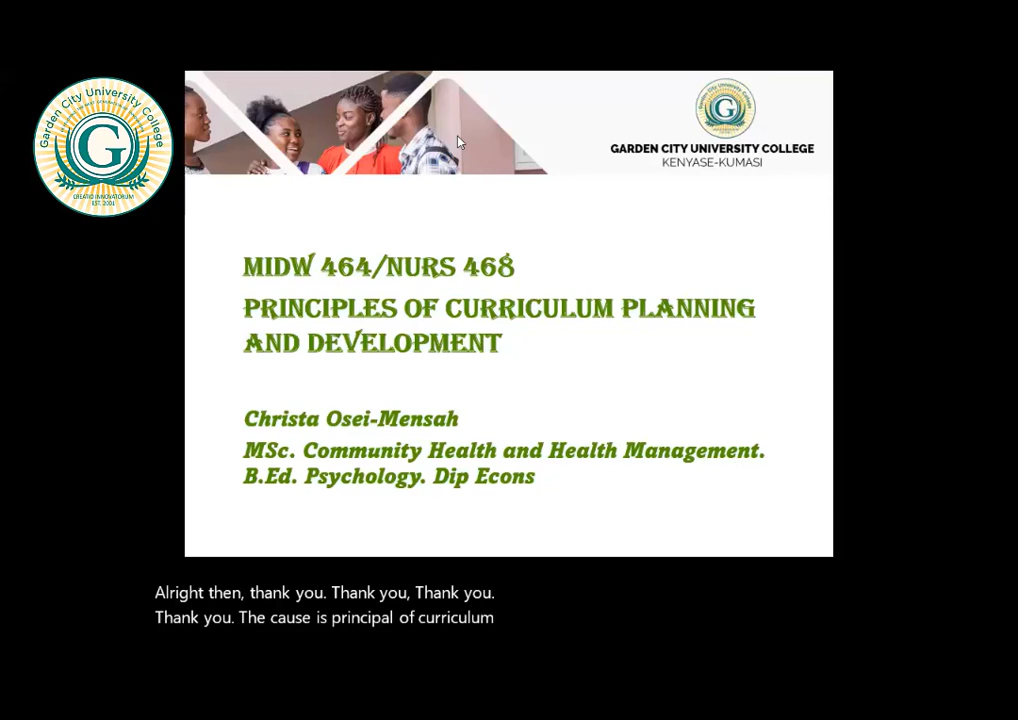 Garden City University College
G
CREATIO INNOVATORUM
EST. 2001
G
GARDEN CITY UNIVERSITY COLLEGE
KENYASE-KUMASI
MIDW 464/NURS 468
PRINCIPLES OF CURRICULUM PLANNING
AND DEVELOPMENT
Christa Osei-Mensah
MSc. Community Health and Health Management.
B.Ed. Psychology. Dip Econs
Alright then, thank you. Thank you, Thank you.
Thank you. The cause is principal of curriculum